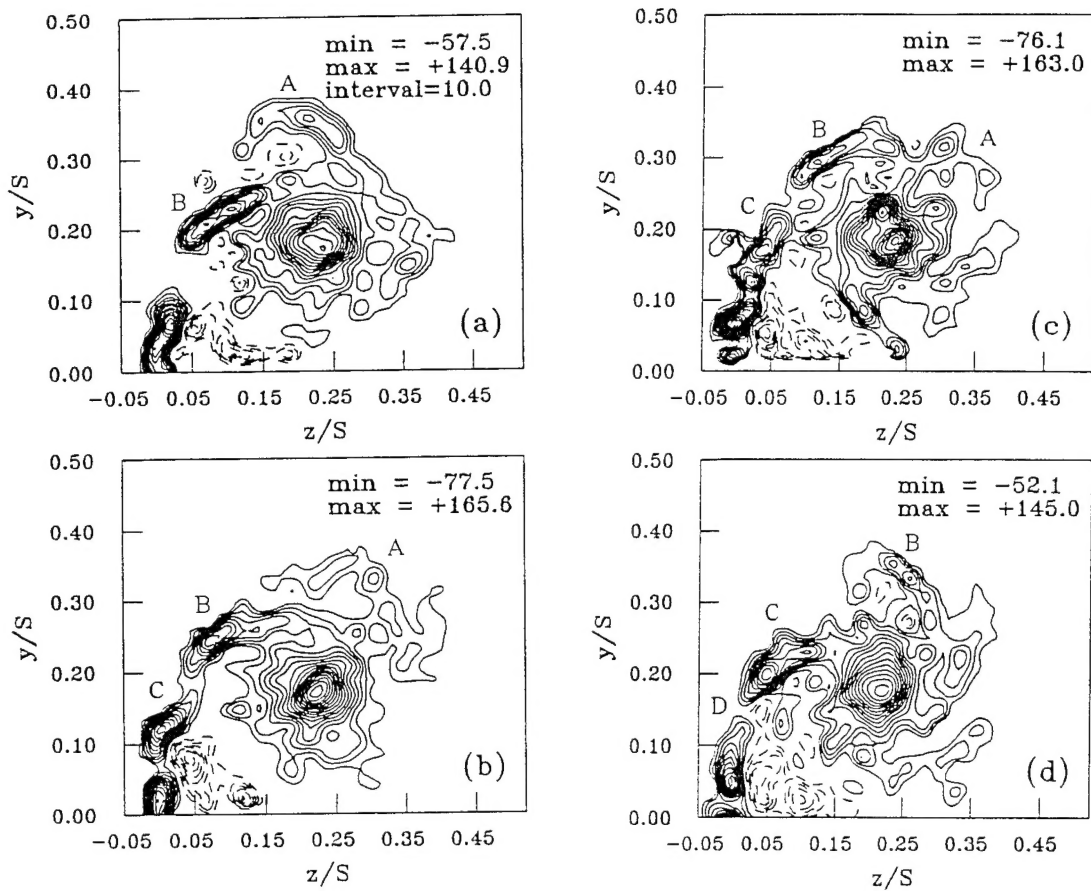 0.50
0.40
0.30
0.20
0.10
0.00
y/S
min = −57.5
max = +140.9
interval=10.0
A
B
(a)
−0.05 0.05 0.15 0.25 0.35 0.45
z/S
0.50
0.40
0.30
0.20
0.10
0.00
y/S
min = −76.1
max = +163.0
B
A
C
(c)
−0.05 0.05 0.15 0.25 0.35 0.45
z/S
0.50
0.40
0.30
0.20
0.10
0.00
y/S
min = −77.5
max = +165.6
A
B
C
(b)
−0.05 0.05 0.15 0.25 0.35 0.45
z/S
0.50
0.40
0.30
0.20
0.10
0.00
y/S
min = −52.1
max = +145.0
B
C
D
(d)
−0.05 0.05 0.15 0.25 0.35 0.45
z/S